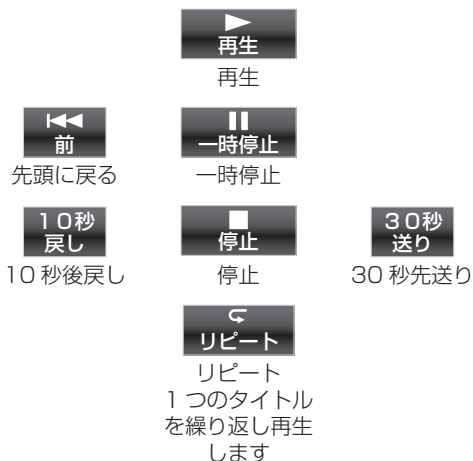 再生
再生
前
先頭に戻る
一時停止
一時停止
10秒
戻し
10 秒後戻し
停止
停止
30秒
送り
30 秒先送り
リピート
リピート
1 つのタイトル
を繰り返し再生
します